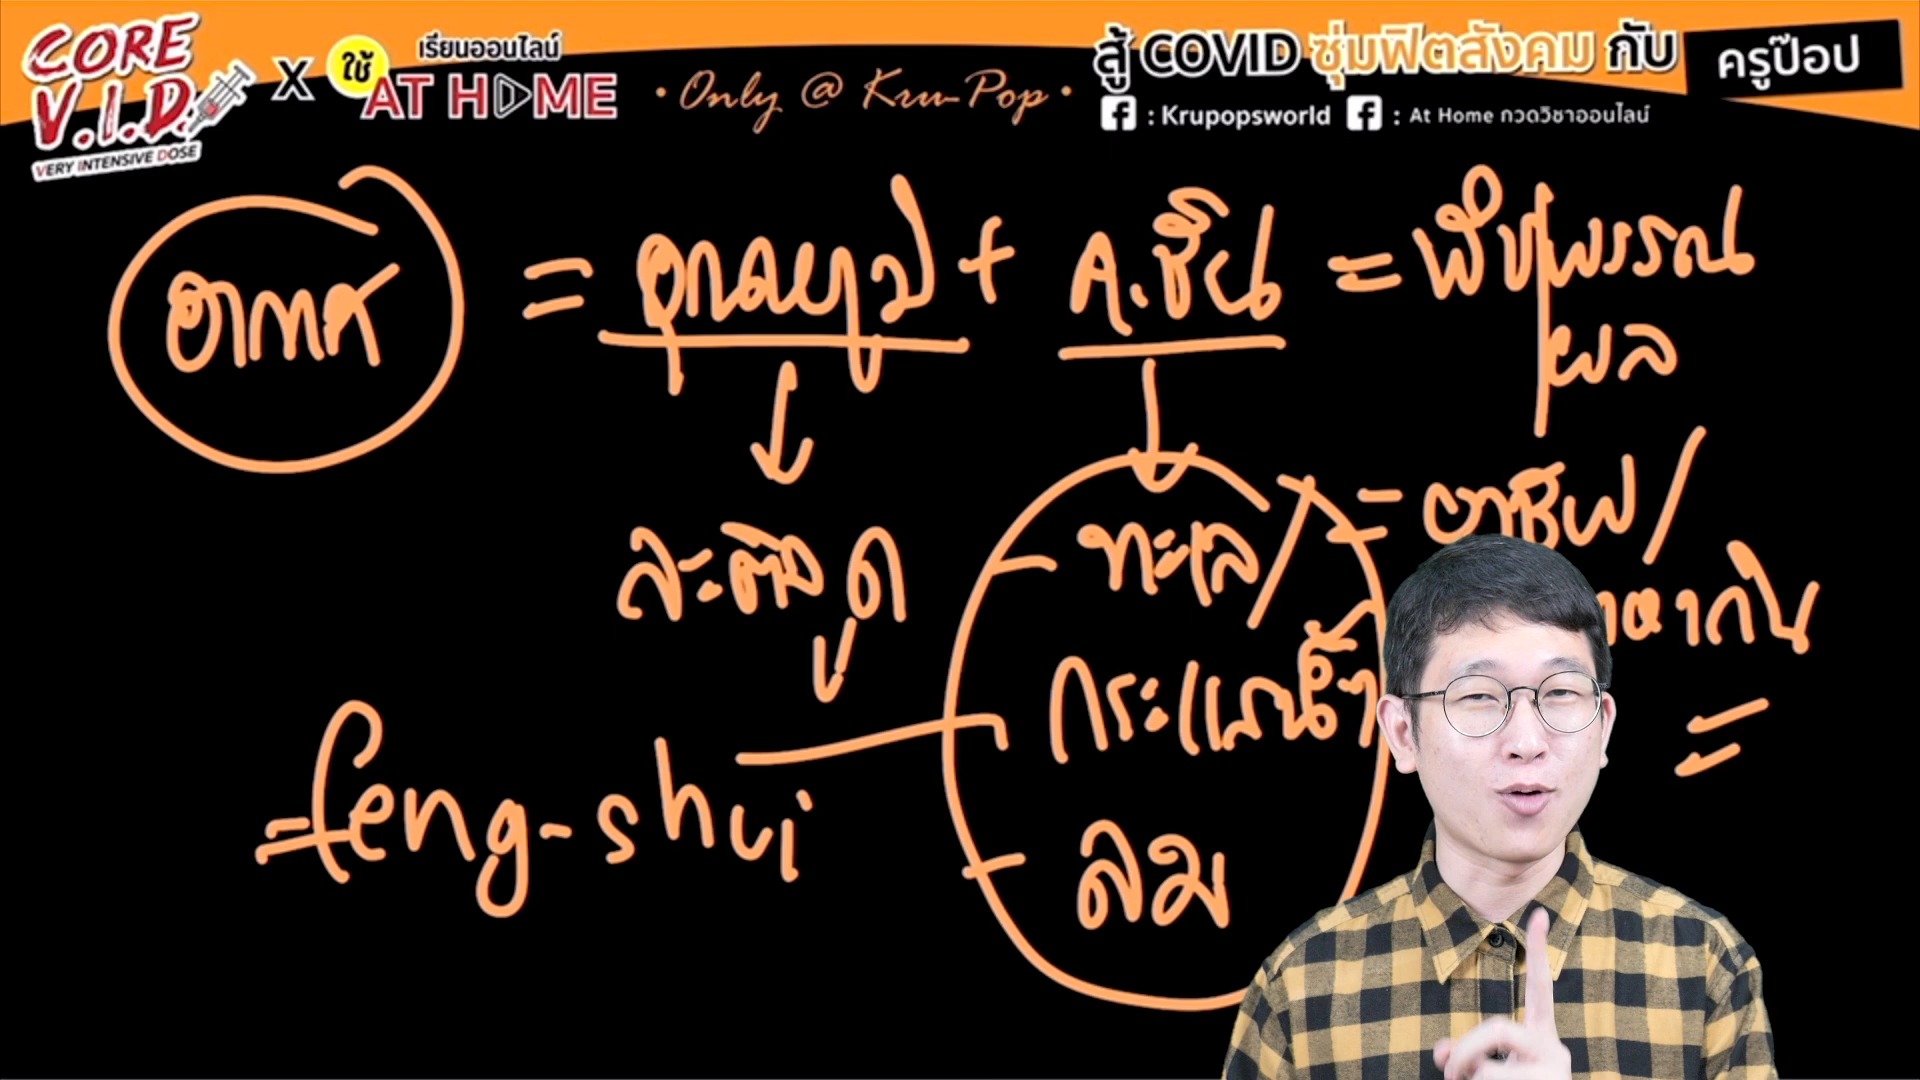 CORE
V.I.D.
VERY INTENSIVE DOSE
X
ใช้
เรียนออนไลน์
AT HOME
• Only @ Kru-Pop •
สู้ COVID ซุ่มฟิตสังคม กับ ครูป๊อป
: Krupopsworld : At Home กวดวิชาออนไลน์
อากาศ = อุณหภูมิ + ค.ชื้น = พืชพรรณ
ผล
ละติจูด
ทะเล/ = อาชีพ/
กระแสน้ำ
หากิน
=feng-shui
ลม